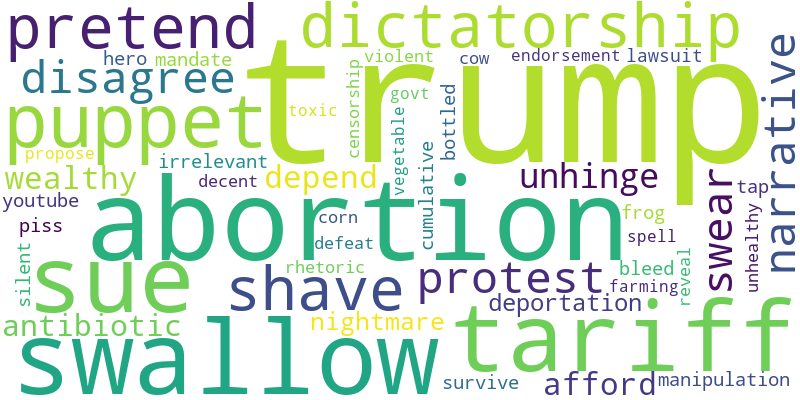 pretend
dictatorship
hero
mandate
violent
cow
endorsement
lawsuit
disagree
trump
narrative
puppet
toxic
censorship
govt
bottled
propose
irrelevant
vegetable
cumulative
wealthy
decent
depend
unhinge
swear
tap
youtube
abortion
piss
corn
defeat
frog
spell
unhealthy
silent
sue
rhetoric
shave
protest
bleed
farming
reveal
deportation
antibiotic
nightmare
tariff
swallow
survive
afford
manipulation